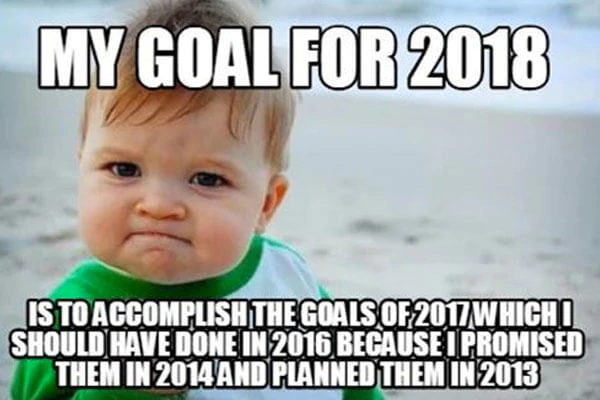 MY GOAL FOR 2018
IS TO ACCOMPLISH THE GOALS OF 2017 WHICH I
SHOULD HAVE DONE IN 2016 BECAUSE I PROMISED
THEM IN 2014 AND PLANNED THEM IN 2013